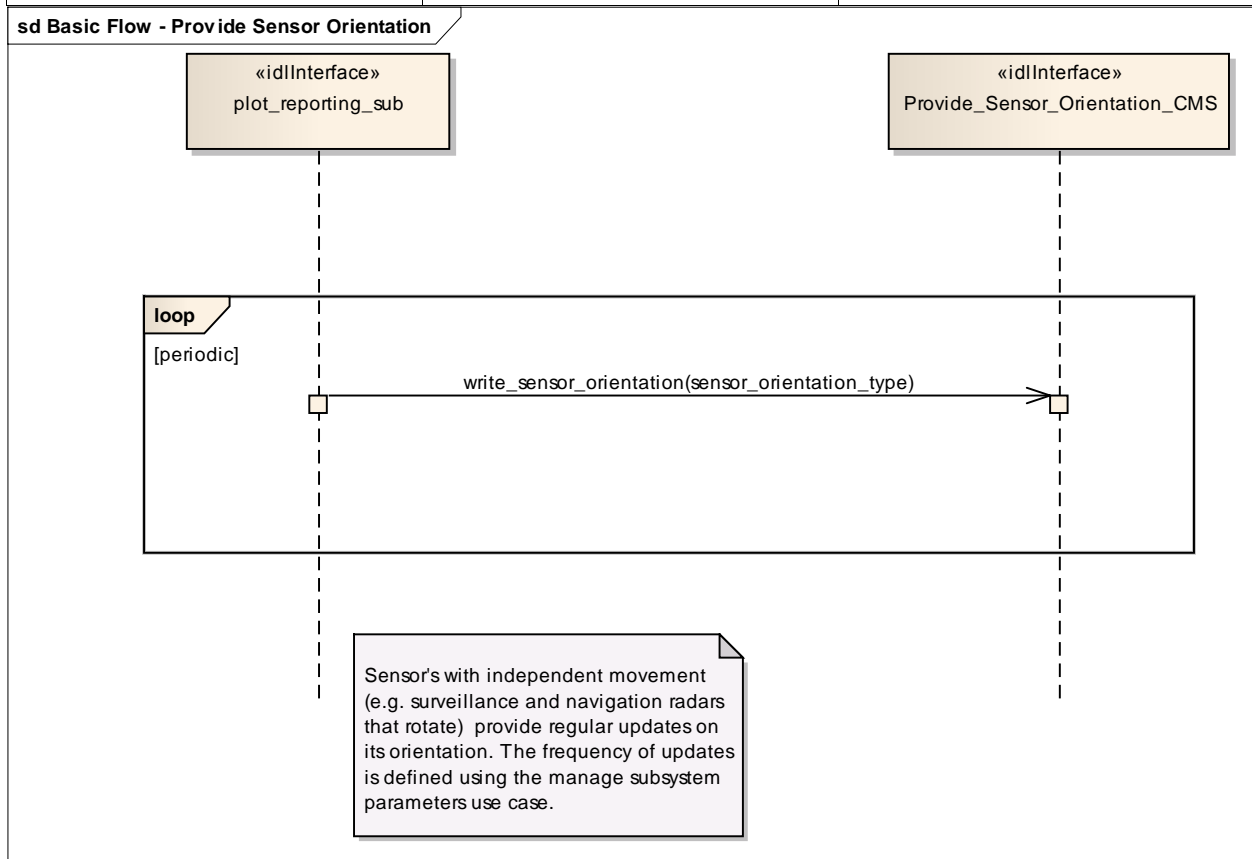 sd Basic Flow - Provide Sensor Orientation
«idlInterface»
plot_reporting_sub
«idlInterface»
Provide_Sensor_Orientation_CMS
loop
[periodic]
write_sensor_orientation(sensor_orientation_type)
Sensor's with independent movement
(e.g. surveillance and navigation radars
that rotate) provide regular updates on
its orientation. The frequency of updates
is defined using the manage subsystem
parameters use case.